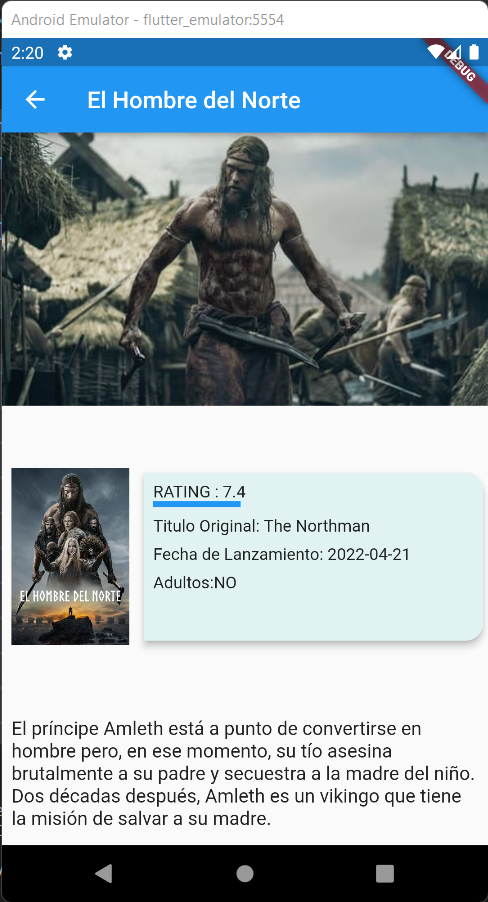 Android Emulator - flutter_emulator:5554
2:20
DEBUG
El Hombre del Norte
EL HOMBRE DEL NORTE
RATING : 7.4
Titulo Original: The Northman
Fecha de Lanzamiento: 2022-04-21
Adultos:NO
El príncipe Amleth está a punto de convertirse en
hombre pero, en ese momento, su tío asesina
brutalmente a su padre y secuestra a la madre del niño.
Dos décadas después, Amleth es un vikingo que tiene
la misión de salvar a su madre.